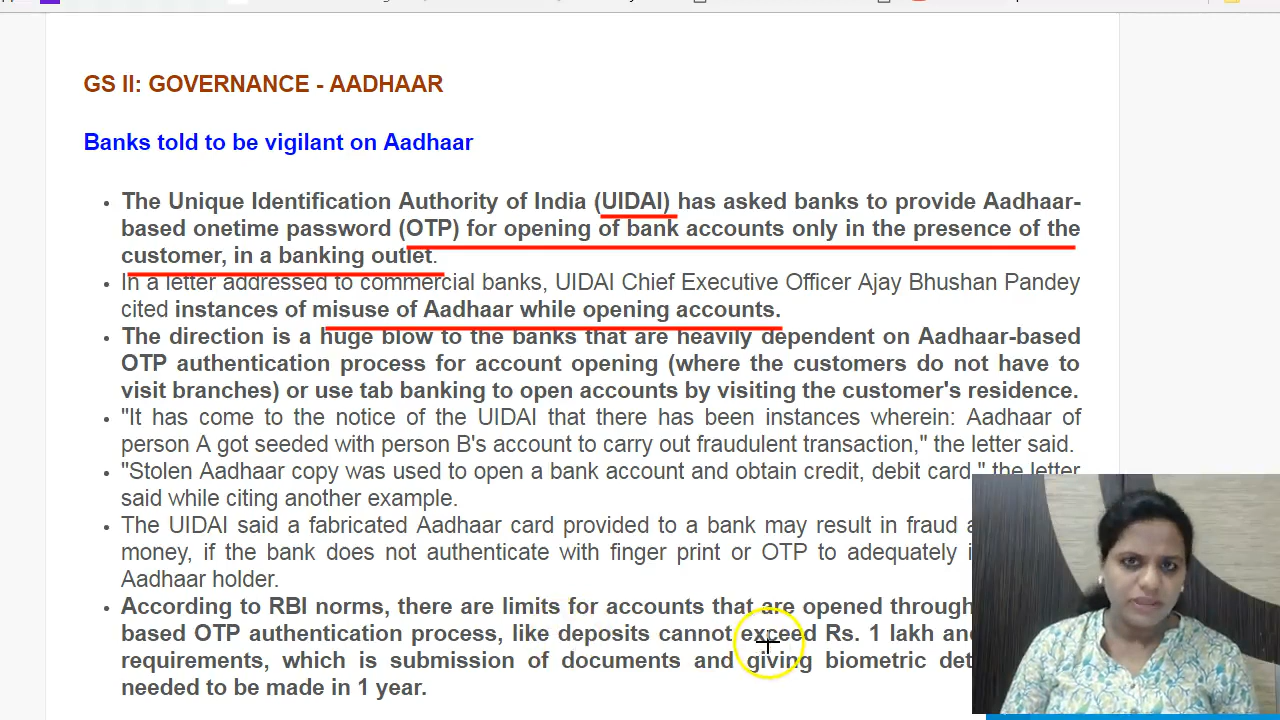 GS II: GOVERNANCE - AADHAAR
Banks told to be vigilant on Aadhaar
• The Unique Identification Authority of India (UIDAI) has asked banks to provide Aadhaar-
based onetime password (OTP) for opening of bank accounts only in the presence of the
customer, in a banking outlet.
• In a letter addressed to commercial banks, UIDAI Chief Executive Officer Ajay Bhushan Pandey
cited instances of misuse of Aadhaar while opening accounts.
• The direction is a huge blow to the banks that are heavily dependent on Aadhaar-based
OTP authentication process for account opening (where the customers do not have to
visit branches) or use tab banking to open accounts by visiting the customer's residence.
• "It has come to the notice of the UIDAI that there has been instances wherein: Aadhaar of
person A got seeded with person B's account to carry out fraudulent transaction," the letter said.
• "Stolen Aadhaar copy was used to open a bank account and obtain credit, debit card," the letter
said while citing another example.
• The UIDAI said a fabricated Aadhaar card provided to a bank may result in fraud
money, if the bank does not authenticate with finger print or OTP to adequately
Aadhaar holder.
• According to RBI norms, there are limits for accounts that are opened through
based OTP authentication process, like deposits cannot exceed Rs. 1 lakh
requirements, which is submission of documents and giving biometric
needed to be made in 1 year.